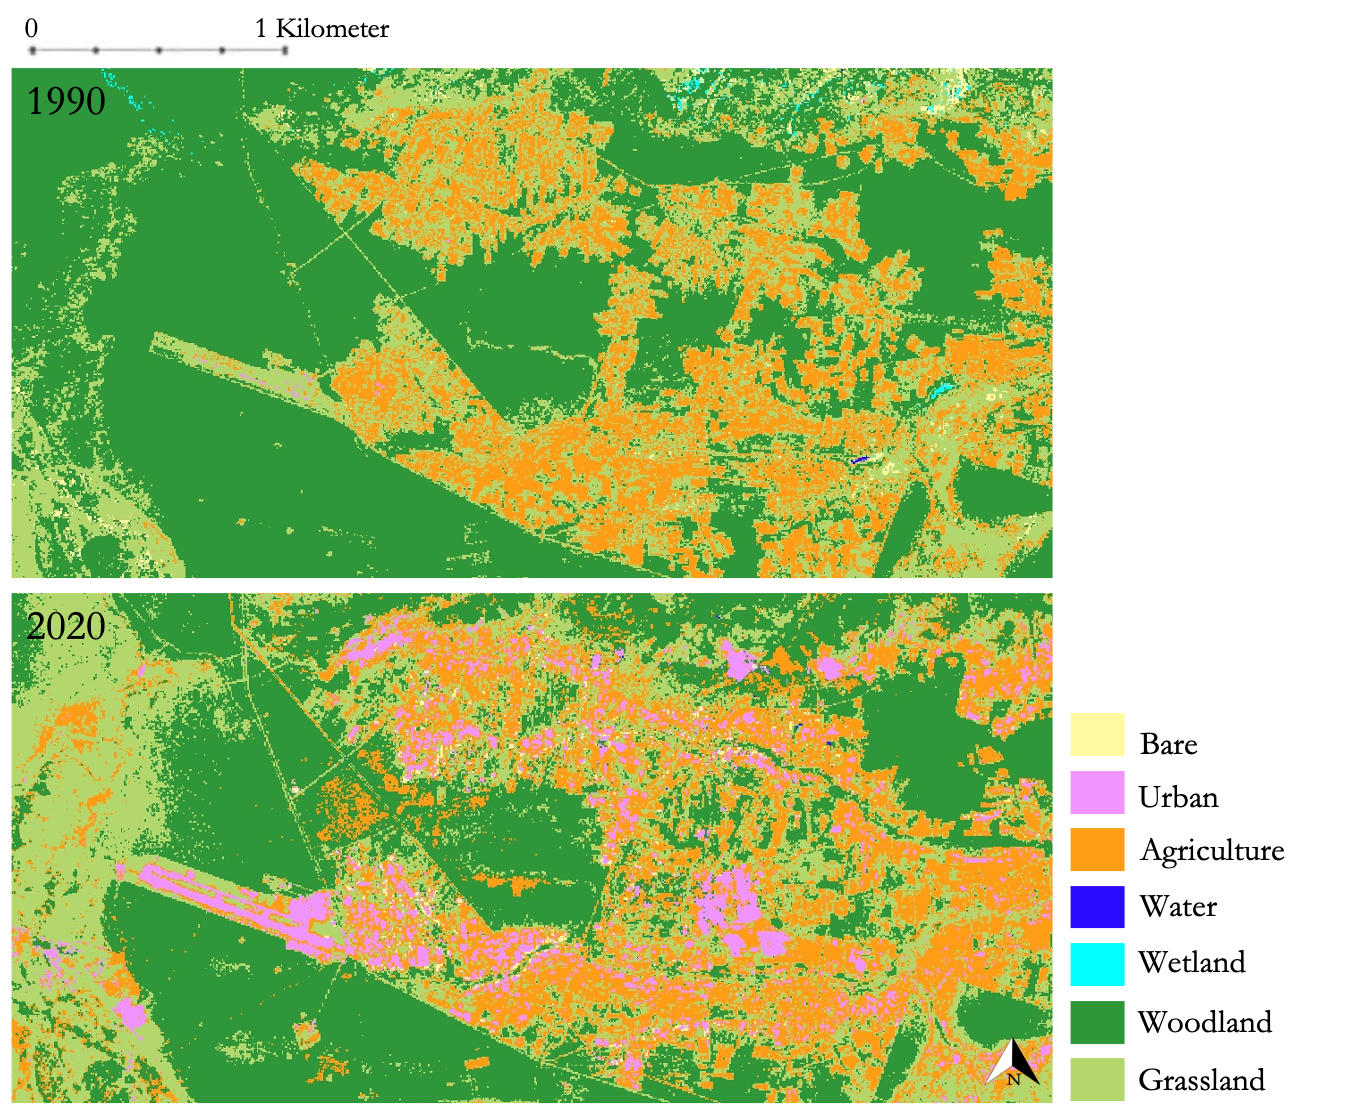 0 1 Kilometer
1990
2020
Bare
Urban
Agriculture
Water
Wetland
Woodland
Grassland
N